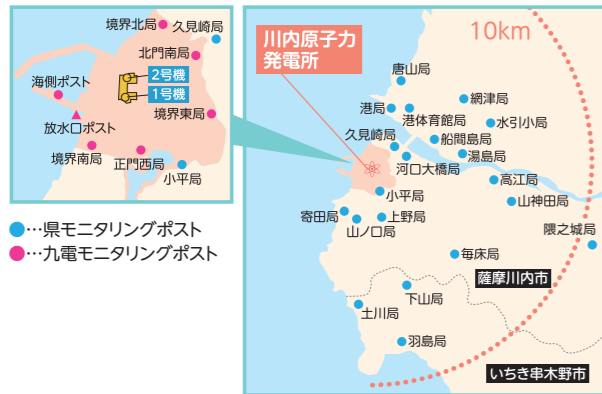 境界北局
久見崎局
北門南局
海側ポスト
2号機
1号機
放水口ポスト
境界東局
境界南局
正門西局
小平局
●…県モニタリングポスト
●…九電モニタリングポスト
川内原子力
発電所
10km
唐山局
網津局
港局
港体育館局
水引小局
久見崎局
船間島局
湯島局
河口大橋局
高江局
小平局
山神田局
寄田局
上野局
山ノ口局
隈之城局
毎床局
薩摩川内市
下山局
土川局
羽島局
いちき串木野市